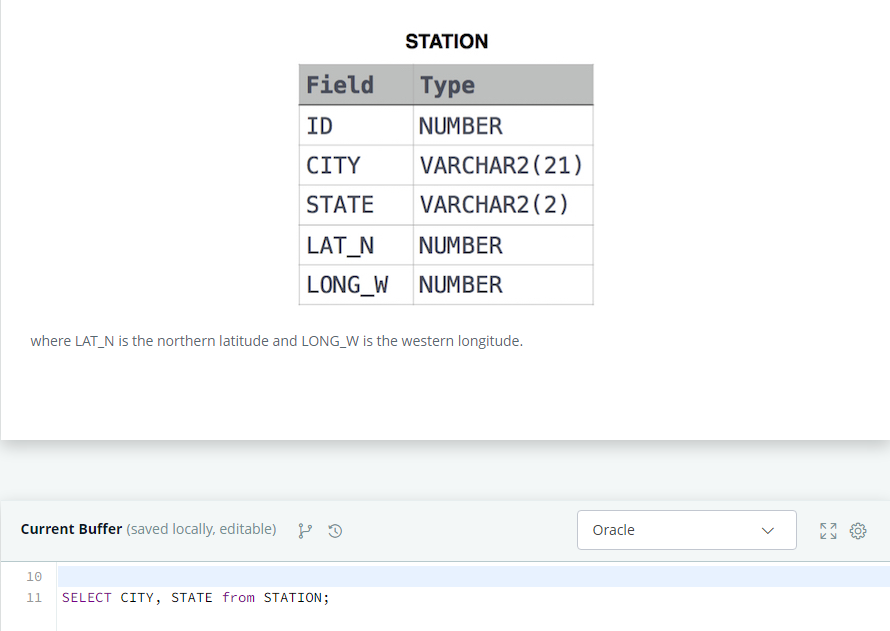 STATION
Field Type
ID NUMBER
CITY VARCHAR2(21)
STATE VARCHAR2(2)
LAT_N NUMBER
LONG_W NUMBER
where LAT_N is the northern latitude and LONG_W is the western longitude.
Current Buffer (saved locally, editable) Oracle
10
11 SELECT CITY, STATE from STATION;